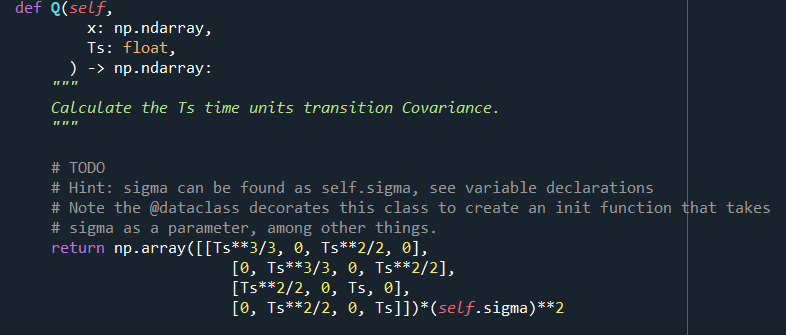 def Q(self,
x: np.ndarray,
Ts: float,
) -> np.ndarray:
"""
Calculate the Ts time units transition Covariance.
"""
# TODO
# Hint: sigma can be found as self.sigma, see variable declarations
# Note the @dataclass decorates this class to create an init function that takes
# sigma as a parameter, among other things.
return np.array([[Ts**3/3, 0, Ts**2/2, 0],
[0, Ts**3/3, 0, Ts**2/2],
[Ts**2/2, 0, Ts, 0],
[0, Ts**2/2, 0, Ts]])*(self.sigma)**2